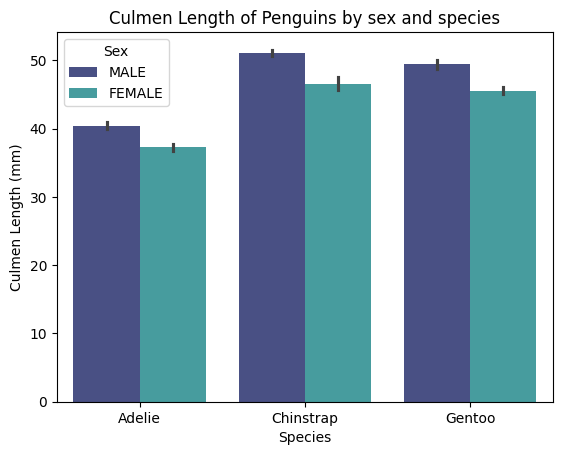 Culmen Length of Penguins by sex and species
Sex
MALE
FEMALE
Culmen Length (mm)
50
40
30
20
10
0
Adelie
Chinstrap
Gentoo
Species